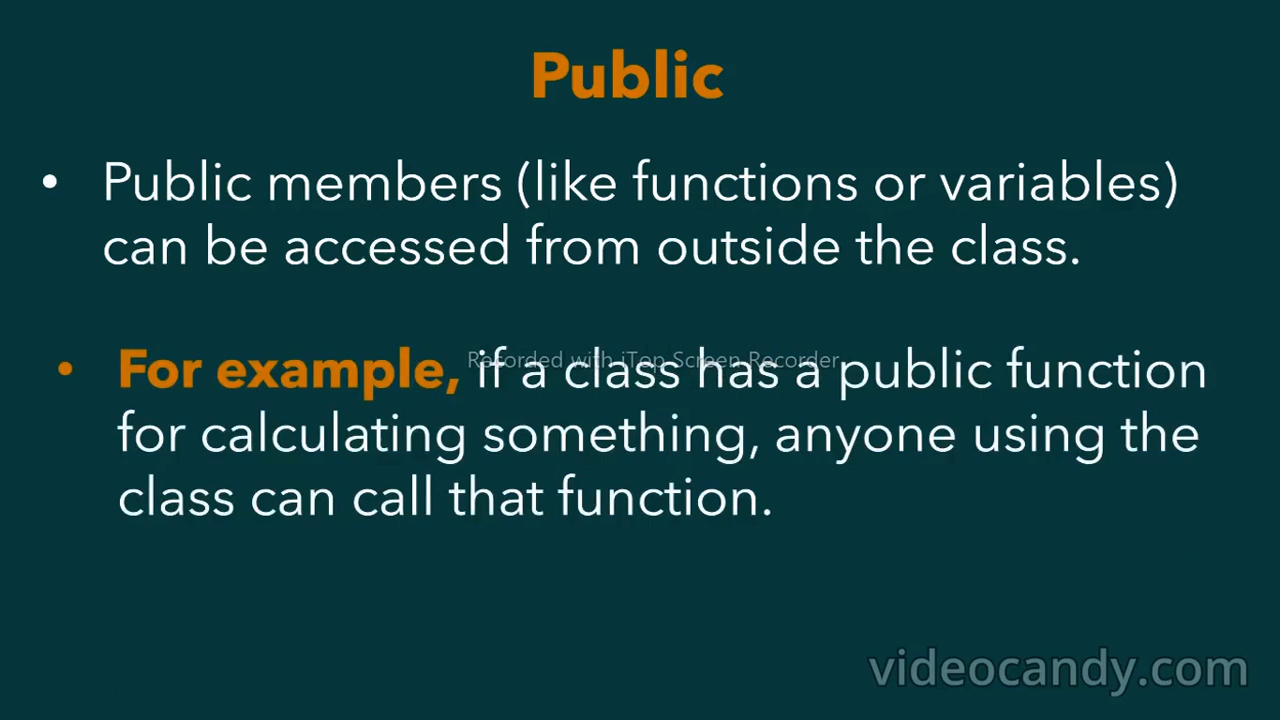 Public
• Public members (like functions or variables)
can be accessed from outside the class.
• For example, if a class has a public function
Recorded with iTop Screen Recorder
for calculating something, anyone using the
class can call that function.
videocandy.com